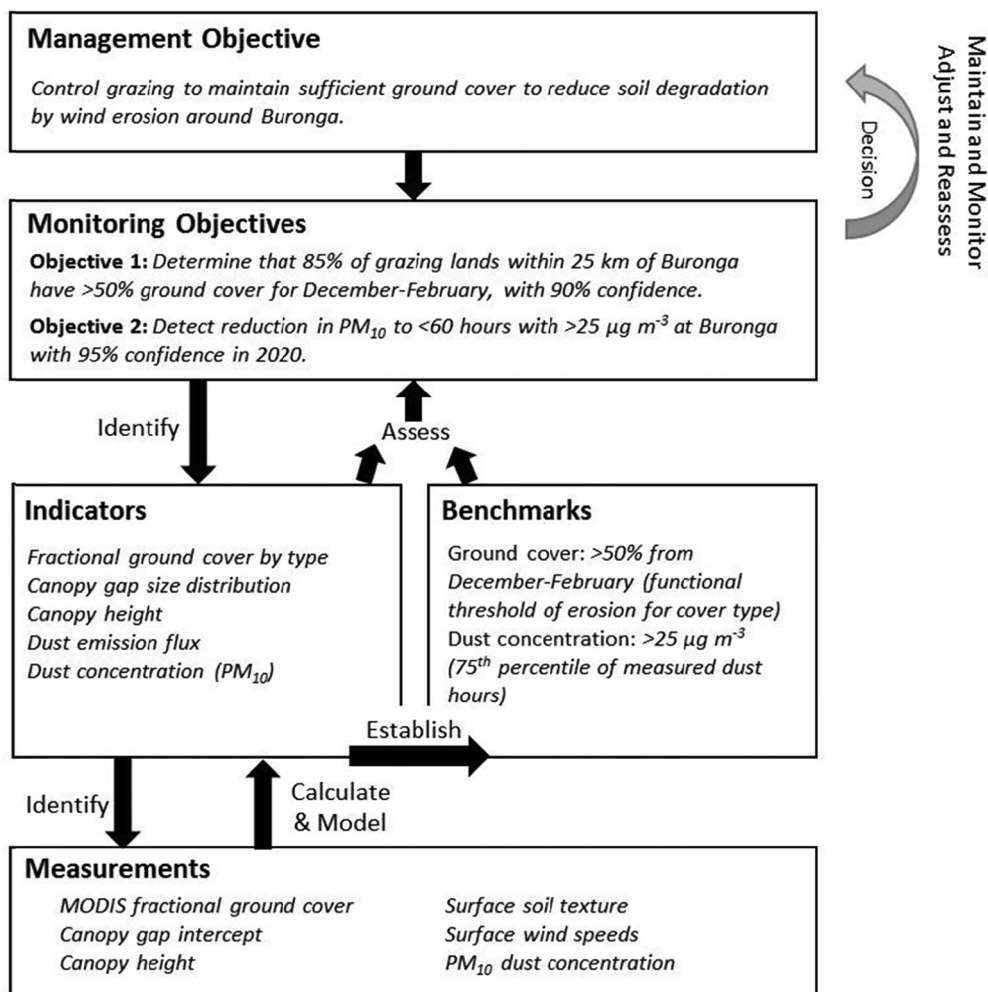 Management Objective
Control grazing to maintain sufficient ground cover to reduce soil degradation
by wind erosion around Buronga.
Maintain and Monitor
Adjust and Reassess
Decision
Monitoring Objectives
Objective 1: Determine that 85% of grazing lands within 25 km of Buronga
have >50% ground cover for December-February, with 90% confidence.
Objective 2: Detect reduction in PM₁₀ to <60 hours with >25 µg m⁻³ at Buronga
with 95% confidence in 2020.
Identify
Assess
Indicators
Fractional ground cover by type
Canopy gap size distribution
Canopy height
Dust emission flux
Dust concentration (PM₁₀)
Benchmarks
Ground cover: >50% from
December-February (functional
threshold of erosion for cover type)
Dust concentration: >25 µg m⁻³
(75ᵗʰ percentile of measured dust
hours)
Establish
Identify
Calculate
& Model
Measurements
MODIS fractional ground cover
Canopy gap intercept
Canopy height
Surface soil texture
Surface wind speeds
PM₁₀ dust concentration